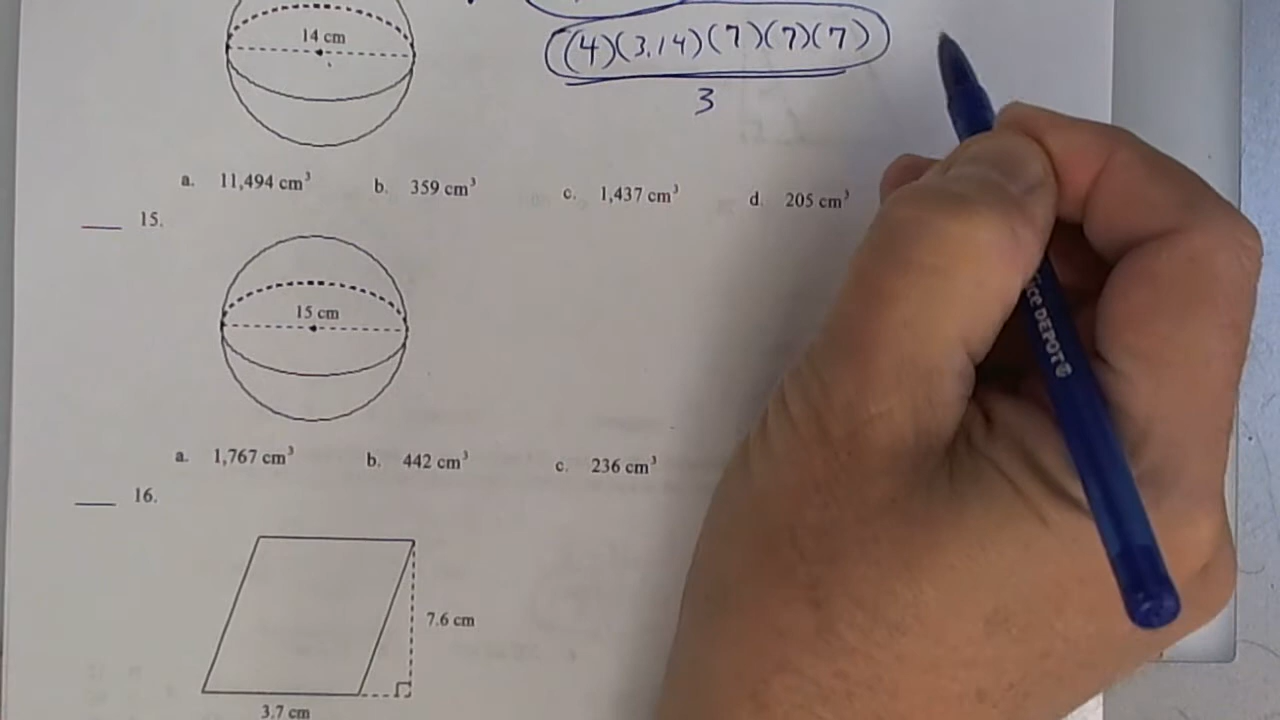 14 cm
(4)(3.14)(7)(7)(7)
3
a. 11,494 cm³ b. 359 cm³ c. 1,437 cm³ d. 205 cm³
15.
15 cm
a. 1,767 cm³ b. 442 cm³ c. 236 cm³
16.
7.6 cm
3.7 cm
DEPOT